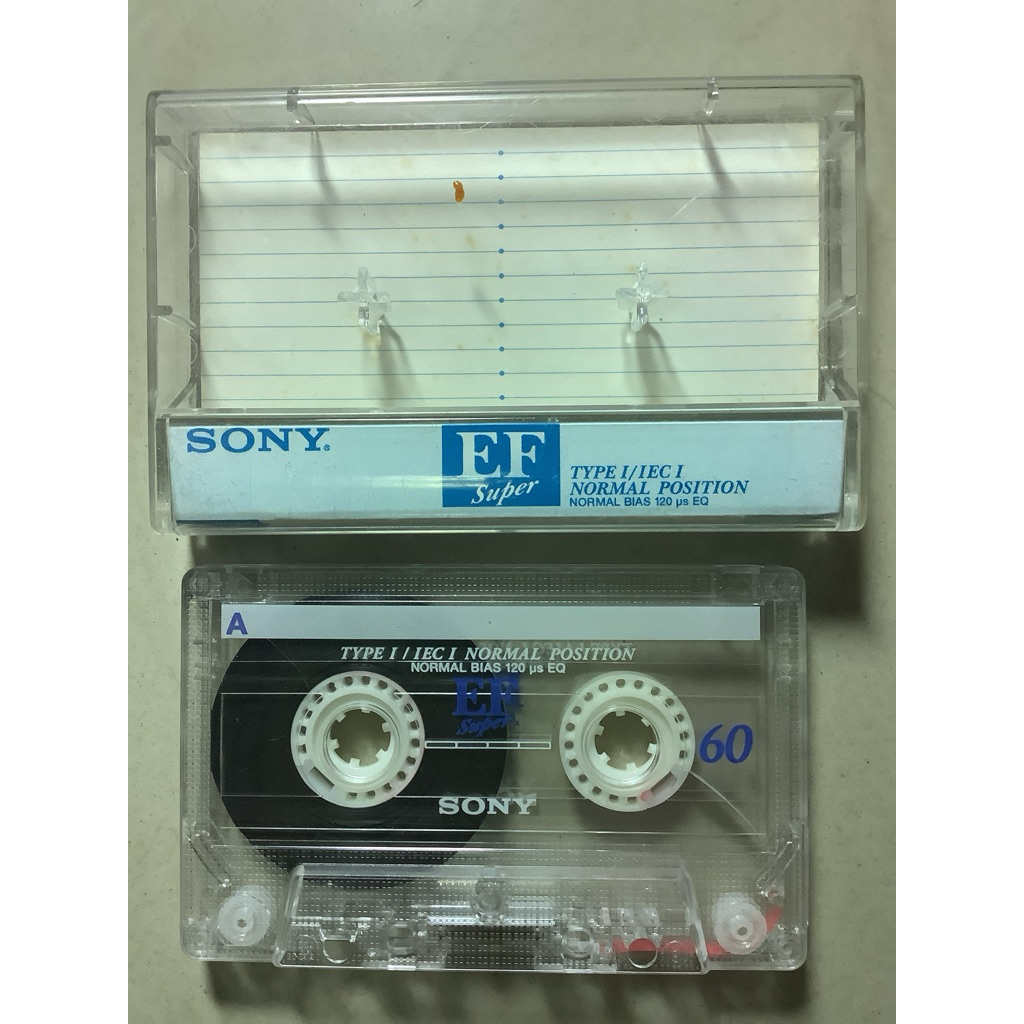 SONY®
EF
Super
TYPE I/IEC I
NORMAL POSITION
NORMAL BIAS 120 µs EQ
A
TYPE I / IEC I NORMAL POSITION
NORMAL BIAS 120 µs EQ
EF
Super
60
SONY